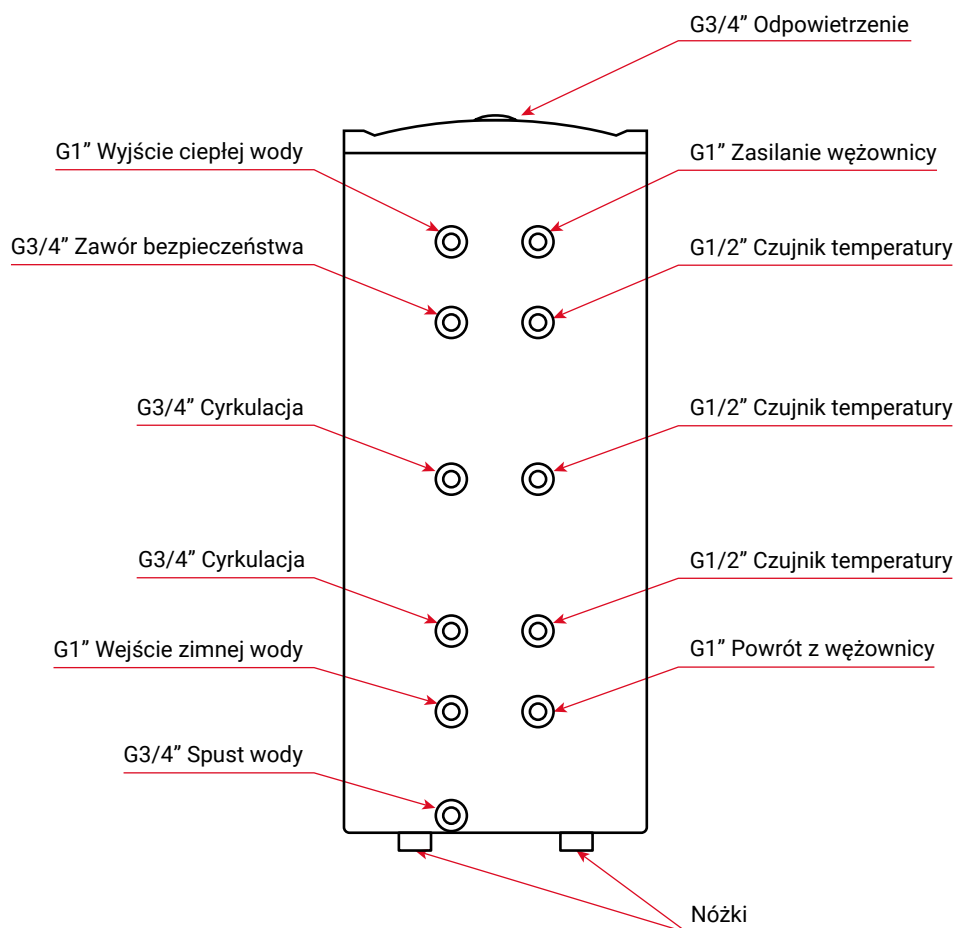 G3/4” Odpowietrzenie
G1” Wyjście ciepłej wody
G1” Zasilanie wężownicy
G3/4” Zawór bezpieczeństwa
G1/2” Czujnik temperatury
G3/4” Cyrkulacja
G1/2” Czujnik temperatury
G3/4” Cyrkulacja
G1/2” Czujnik temperatury
G1” Wejście zimnej wody
G1” Powrót z wężownicy
G3/4” Spust wody
Nóżki